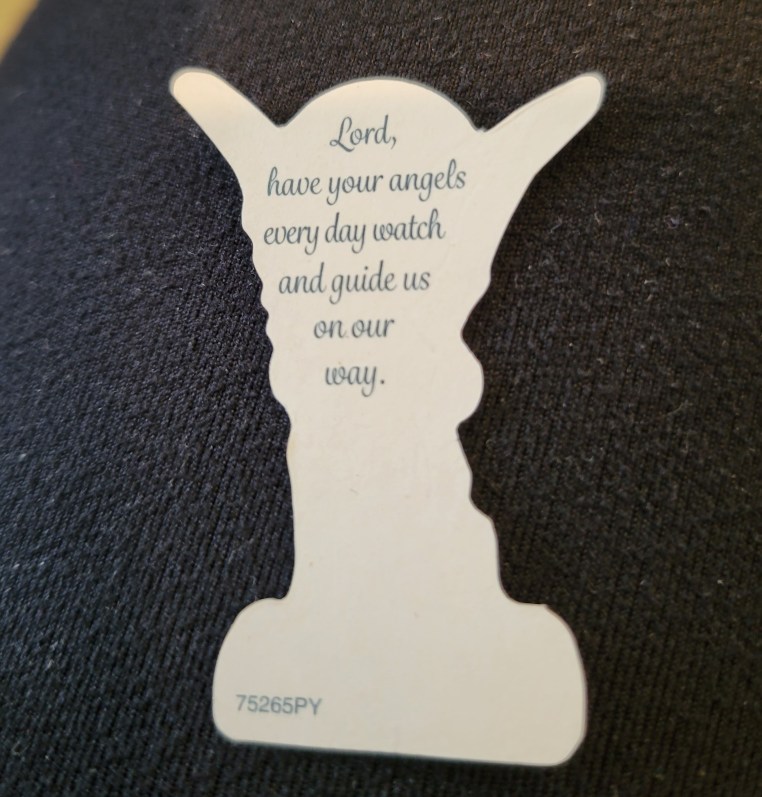 Lord,
have your angels
every day watch
and guide us
on our
way.
75265PY